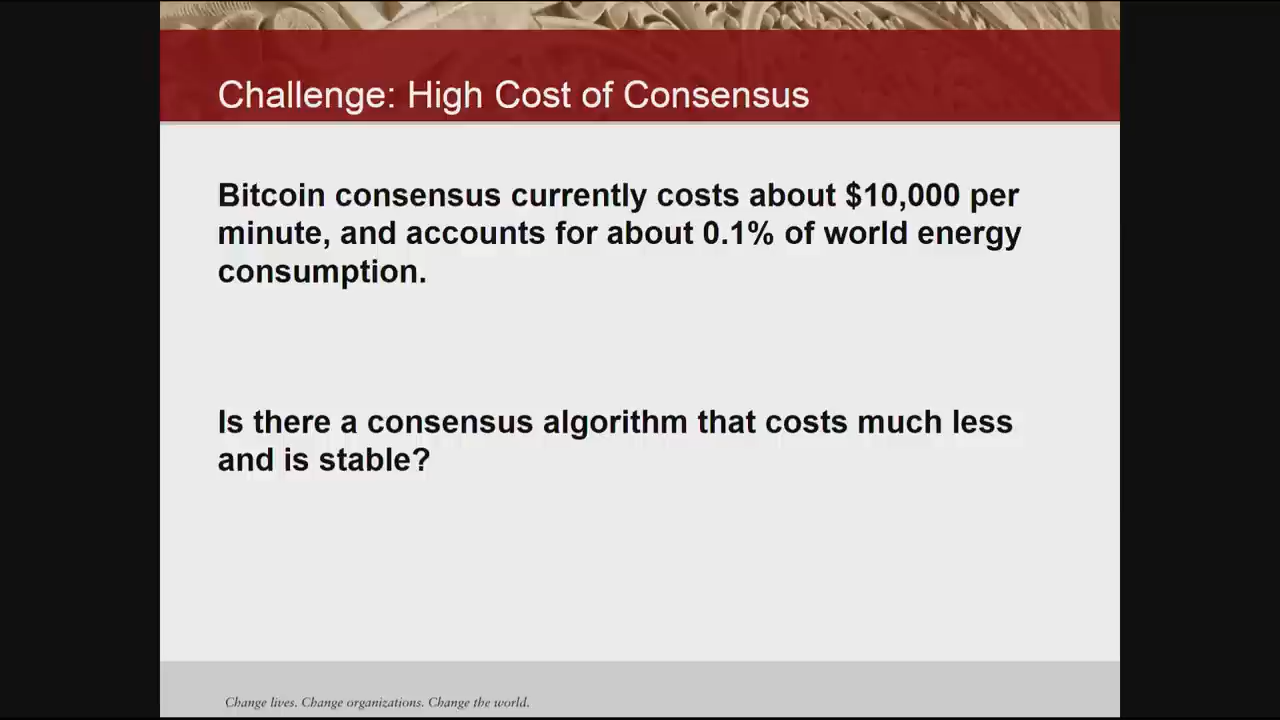 Challenge: High Cost of Consensus
Bitcoin consensus currently costs about $10,000 per
minute, and accounts for about 0.1% of world energy
consumption.
Is there a consensus algorithm that costs much less
and is stable?
Change lives. Change organizations. Change the world.